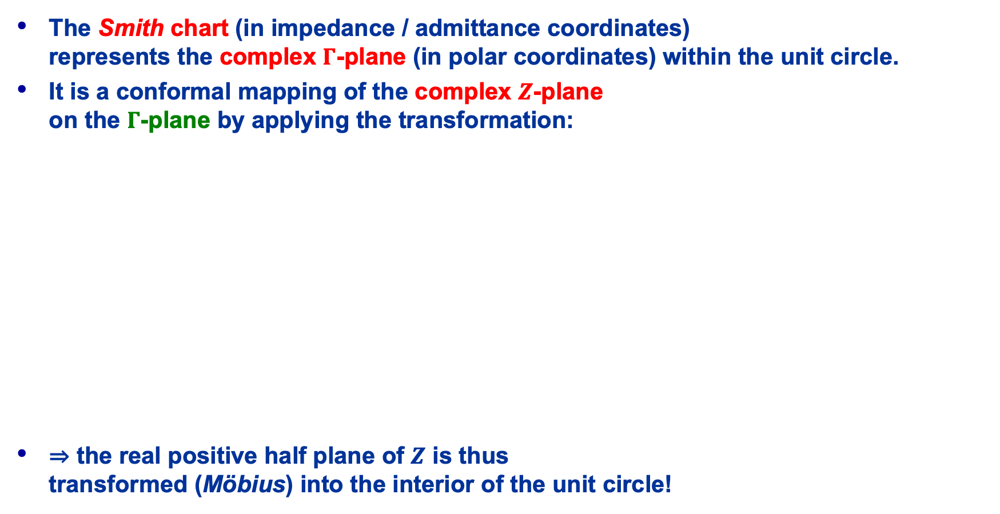 • The Smith chart (in impedance / admittance coordinates)
represents the complex Γ-plane (in polar coordinates) within the unit circle.
• It is a conformal mapping of the complex Z-plane
on the Γ-plane by applying the transformation:
• ⇒ the real positive half plane of Z is thus
transformed (Möbius) into the interior of the unit circle!